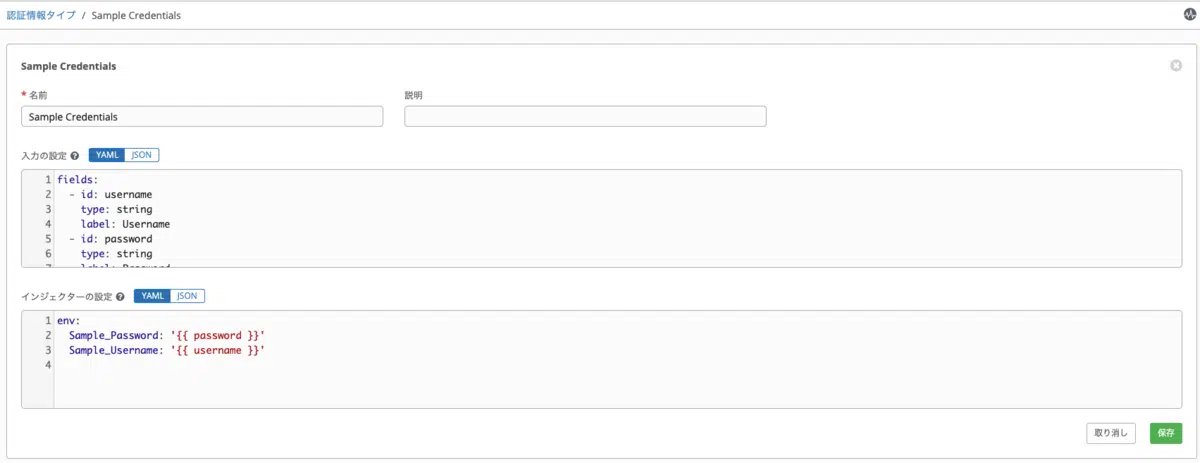 認証情報タイプ / Sample Credentials
Sample Credentials
* 名前
説明
Sample Credentials
入力の設定 ? YAML JSON
1 fields:
2 - id: username
3 type: string
4 label: Username
5 - id: password
6 type: string
7 label: Password
インジェクターの設定 ? YAML JSON
1 env:
2 Sample_Password: '{{ password }}'
3 Sample_Username: '{{ username }}'
4
取り消し 保存